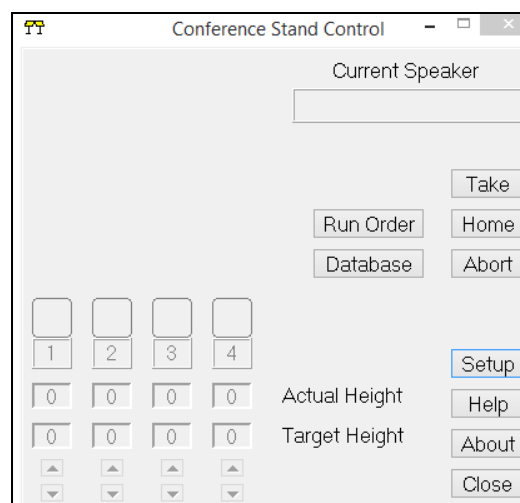 Conference Stand Control
Current Speaker
Take
Run Order Home
Database Abort
1 2 3 4
Setup
0 0 0 0 Actual Height
Help
0 0 0 0 Target Height
About
Close